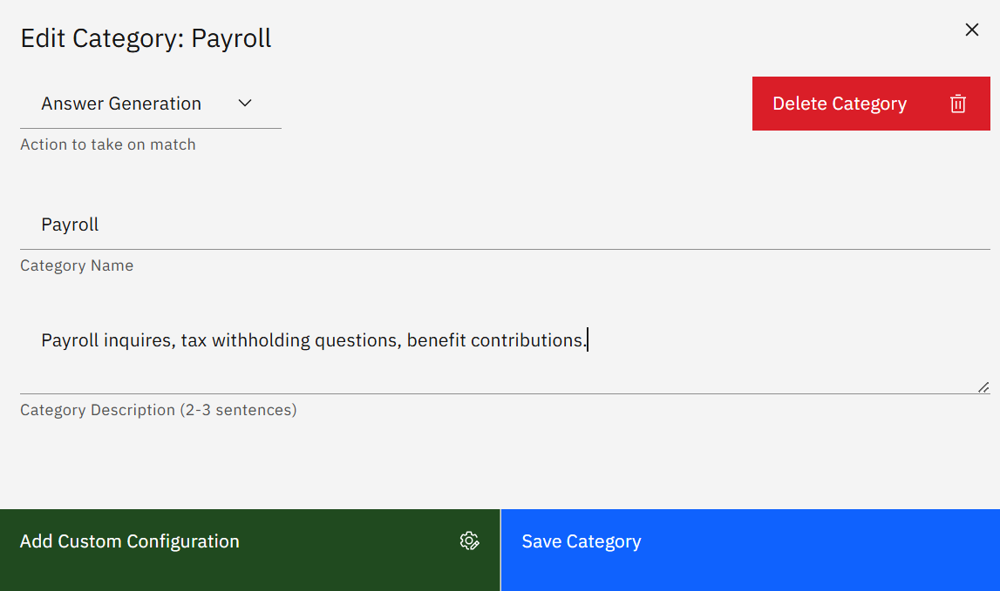 Edit Category: Payroll
Answer Generation
Delete Category
Action to take on match
Payroll
Category Name
Payroll inquires, tax withholding questions, benefit contributions.
Category Description (2-3 sentences)
Add Custom Configuration
Save Category